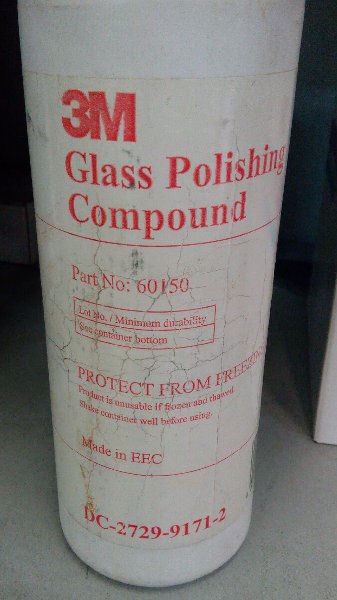 3M
Glass Polishing
Compound
Part No: 60150
Lot No. / Minimum durability
See container bottom
PROTECT FROM FREEZING
Product is unusable if frozen and thawed.
Shake container well before using.
Made in EEC
DC-2729-9171-2